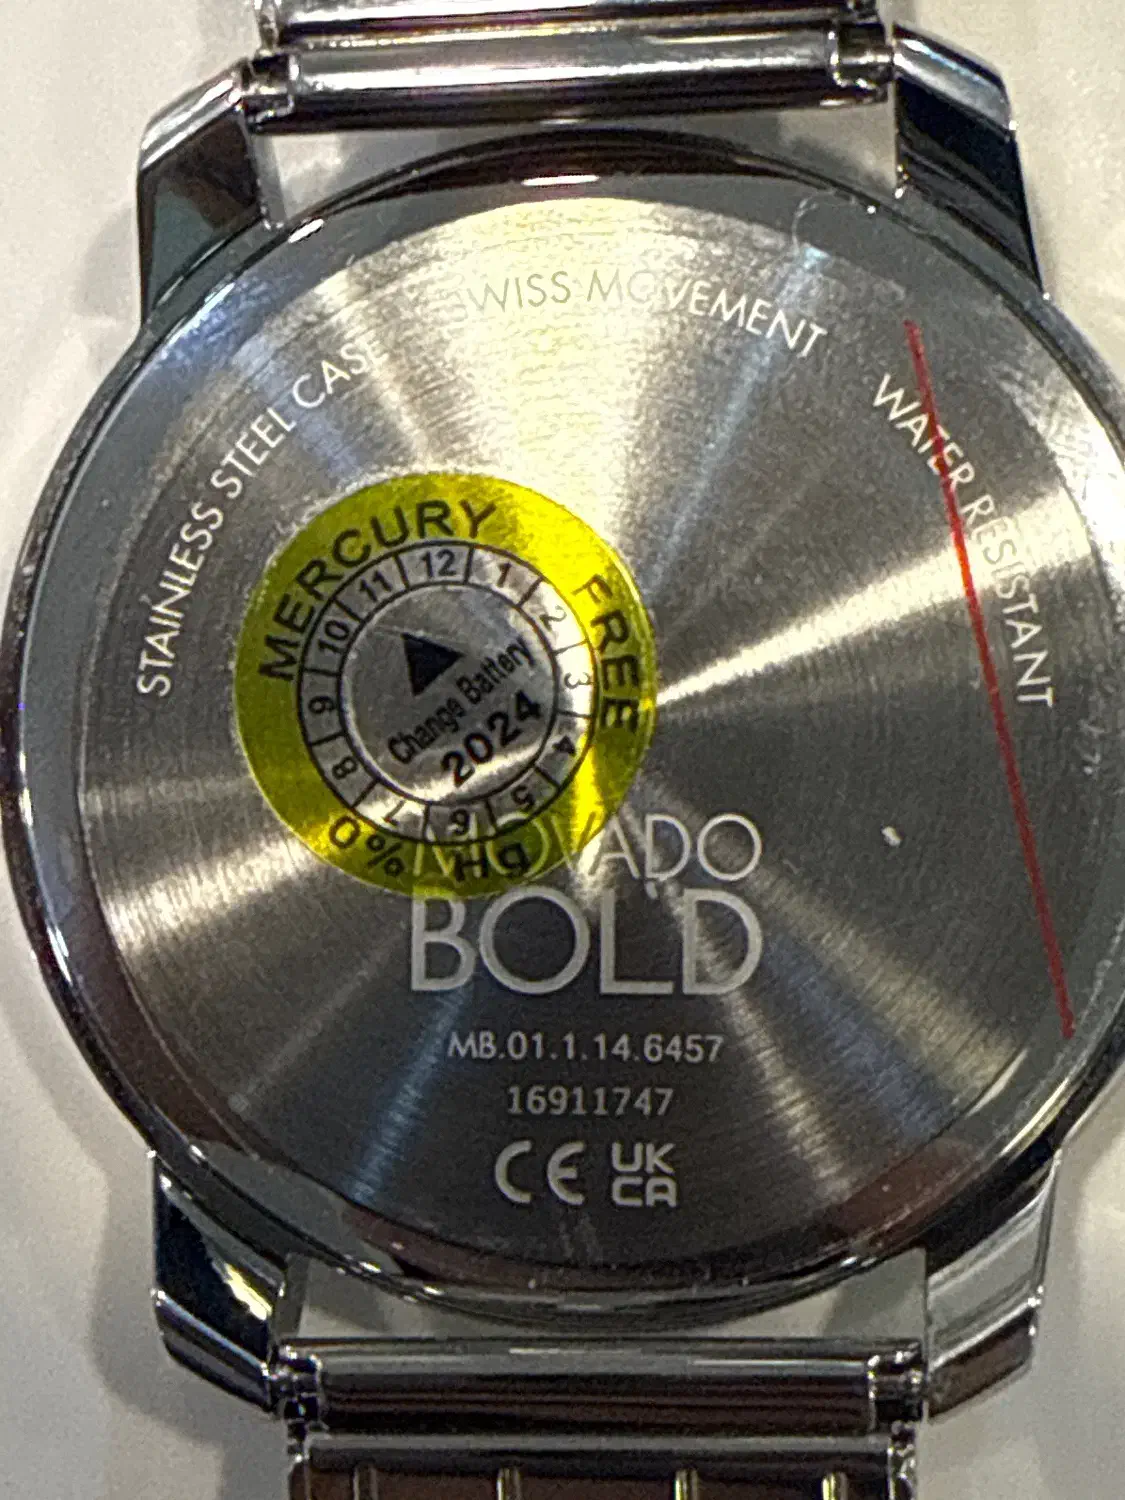 SWISS MOVEMENT
STAINLESS STEEL CASE
WATER RESISTANT
MERCURY FREE
12 1 2 3 4 5 6 7 8 9 10 11
Change Battery
2024
0% Hg
MOVADO
BOLD
MB.01.1.14.6457
16911747
CE UK
CA